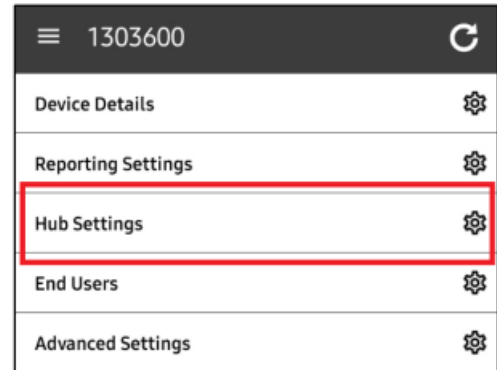 1303600
Device Details
Reporting Settings
Hub Settings
End Users
Advanced Settings